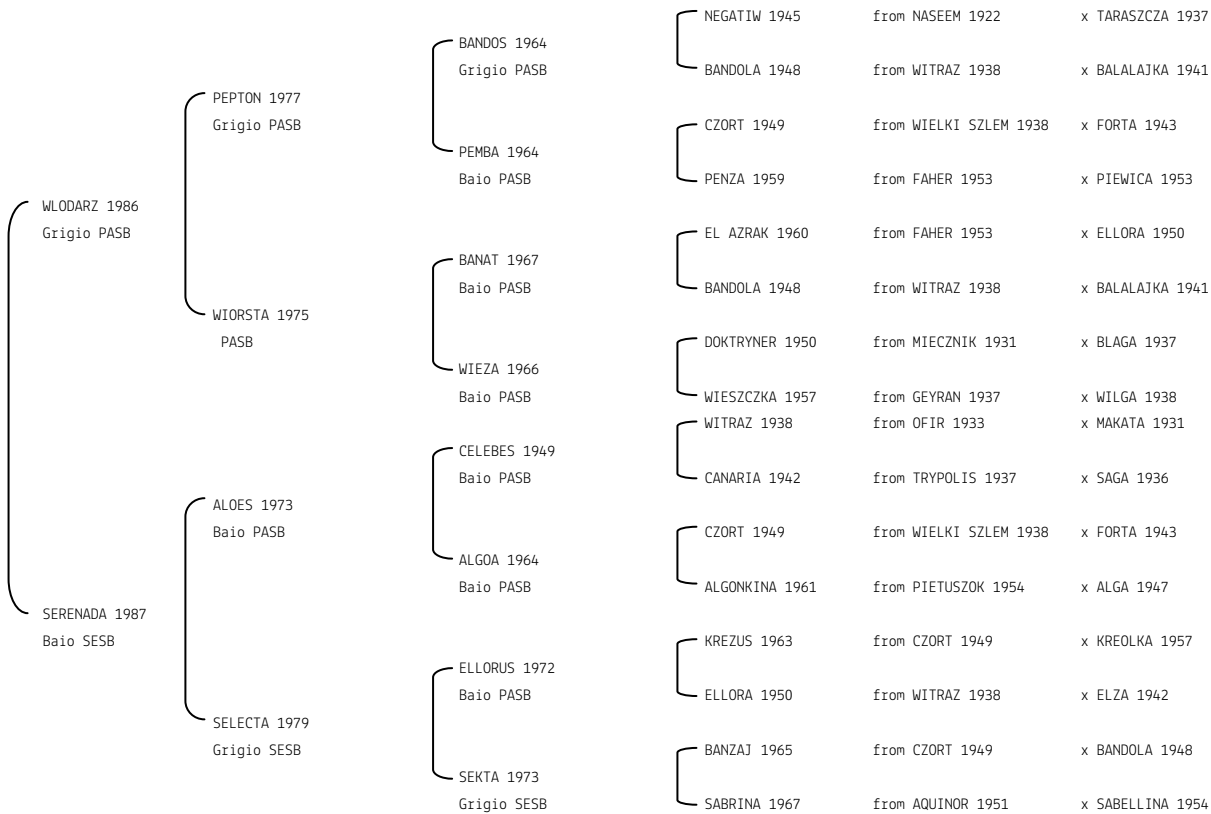 NEGATIW 1945 from NASEEM 1922 x TARASZCZA 1937
BANDOS 1964
Grigio PASB
BANDOLA 1948 from WITRAZ 1938 x BALALAJKA 1941
PEPTON 1977
Grigio PASB
CZORT 1949 from WIELKI SZLEM 1938 x FORTA 1943
PEMBA 1964
Baio PASB
PENZA 1959 from FAHER 1953 x PIEWICA 1953
WLODARZ 1986
Grigio PASB
EL AZRAK 1960 from FAHER 1953 x ELLORA 1950
BANAT 1967
Baio PASB
BANDOLA 1948 from WITRAZ 1938 x BALALAJKA 1941
WIORSTA 1975
PASB
DOKTRYNER 1950 from MIECZNIK 1931 x BLAGA 1937
WIEZA 1966
Baio PASB
WIESZCZKA 1957 from GEYRAN 1937 x WILGA 1938
WITRAZ 1938 from OFIR 1933 x MAKATA 1931
CELEBES 1949
Baio PASB
CANARIA 1942 from TRYPOLIS 1937 x SAGA 1936
ALOES 1973
Baio PASB
CZORT 1949 from WIELKI SZLEM 1938 x FORTA 1943
ALGOA 1964
Baio PASB
ALGONKINA 1961 from PIETUSZOK 1954 x ALGA 1947
SERENADA 1987
Baio SESB
KREZUS 1963 from CZORT 1949 x KREOLKA 1957
ELLORUS 1972
Baio PASB
ELLORA 1950 from WITRAZ 1938 x ELZA 1942
SELECTA 1979
Grigio SESB
BANZAJ 1965 from CZORT 1949 x BANDOLA 1948
SEKTA 1973
Grigio SESB
SABRINA 1967 from AQUINOR 1951 x SABELLINA 1954